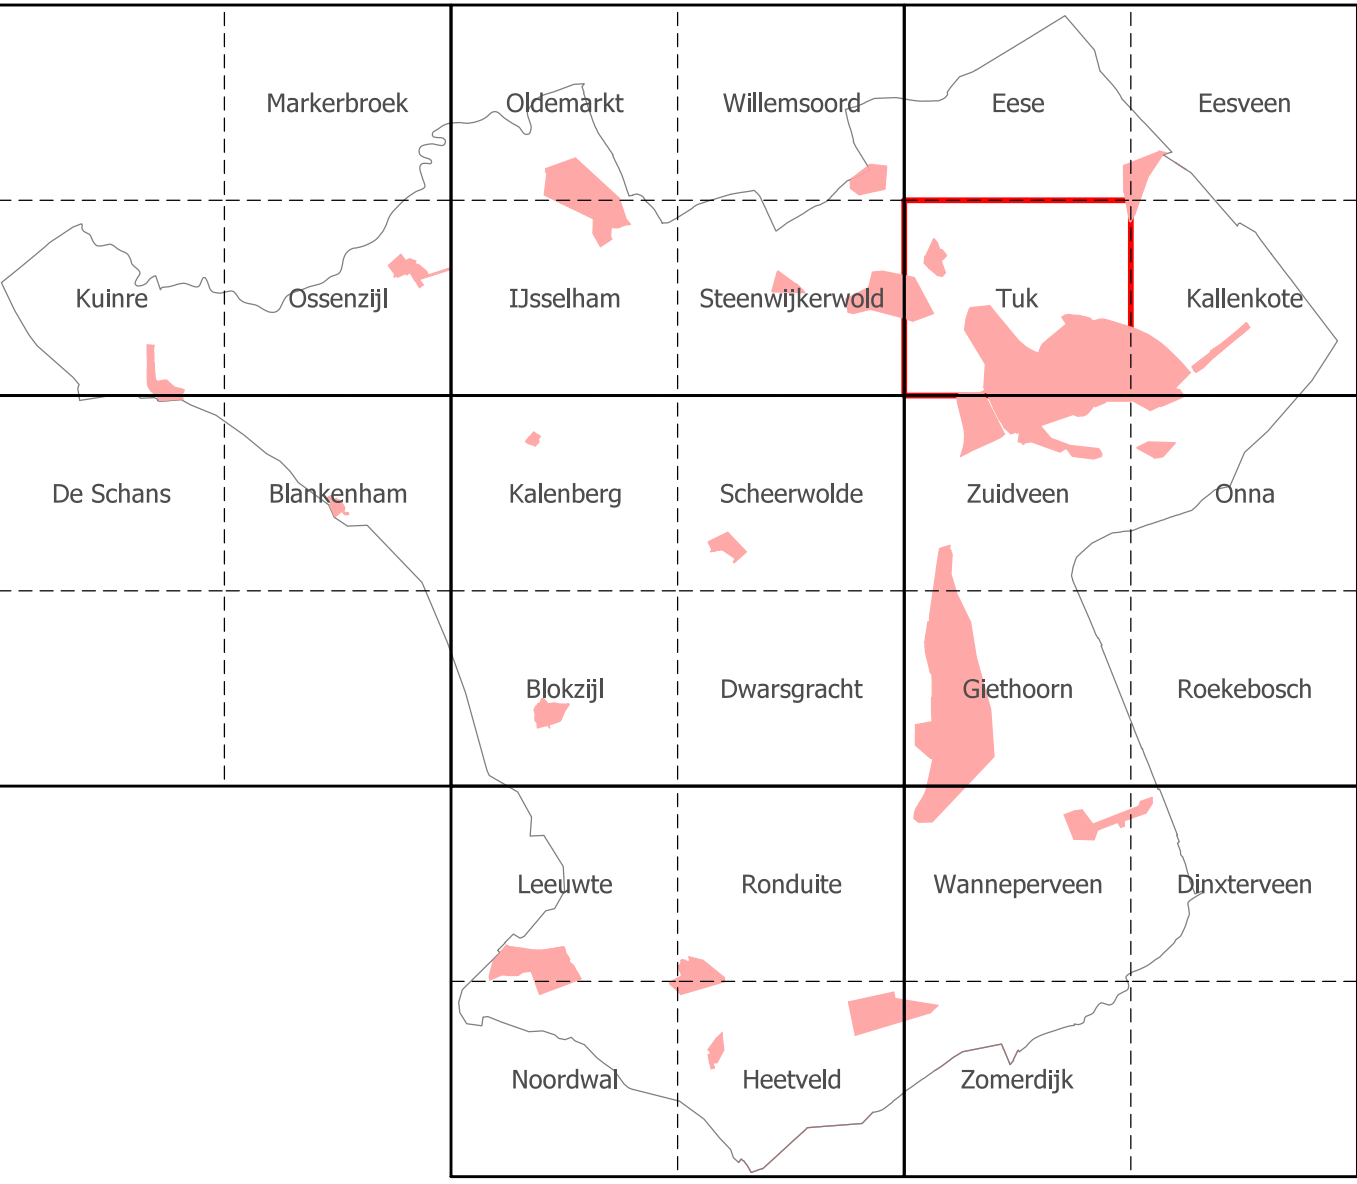 Markerbroek Oldemarkt Willemsoord Eese Eesveen
Kuinre Ossenzijl IJsselham Steenwijkerwold Tuk Kallenkote
De Schans Blankenham Kalenberg Scheerwolde Zuidveen Onna
Blokzijl Dwarsgracht Giethoorn Roekebosch
Leeuwte Ronduite Wanneperveen Dinxterveen
Noordwal Heetveld Zomerdijk